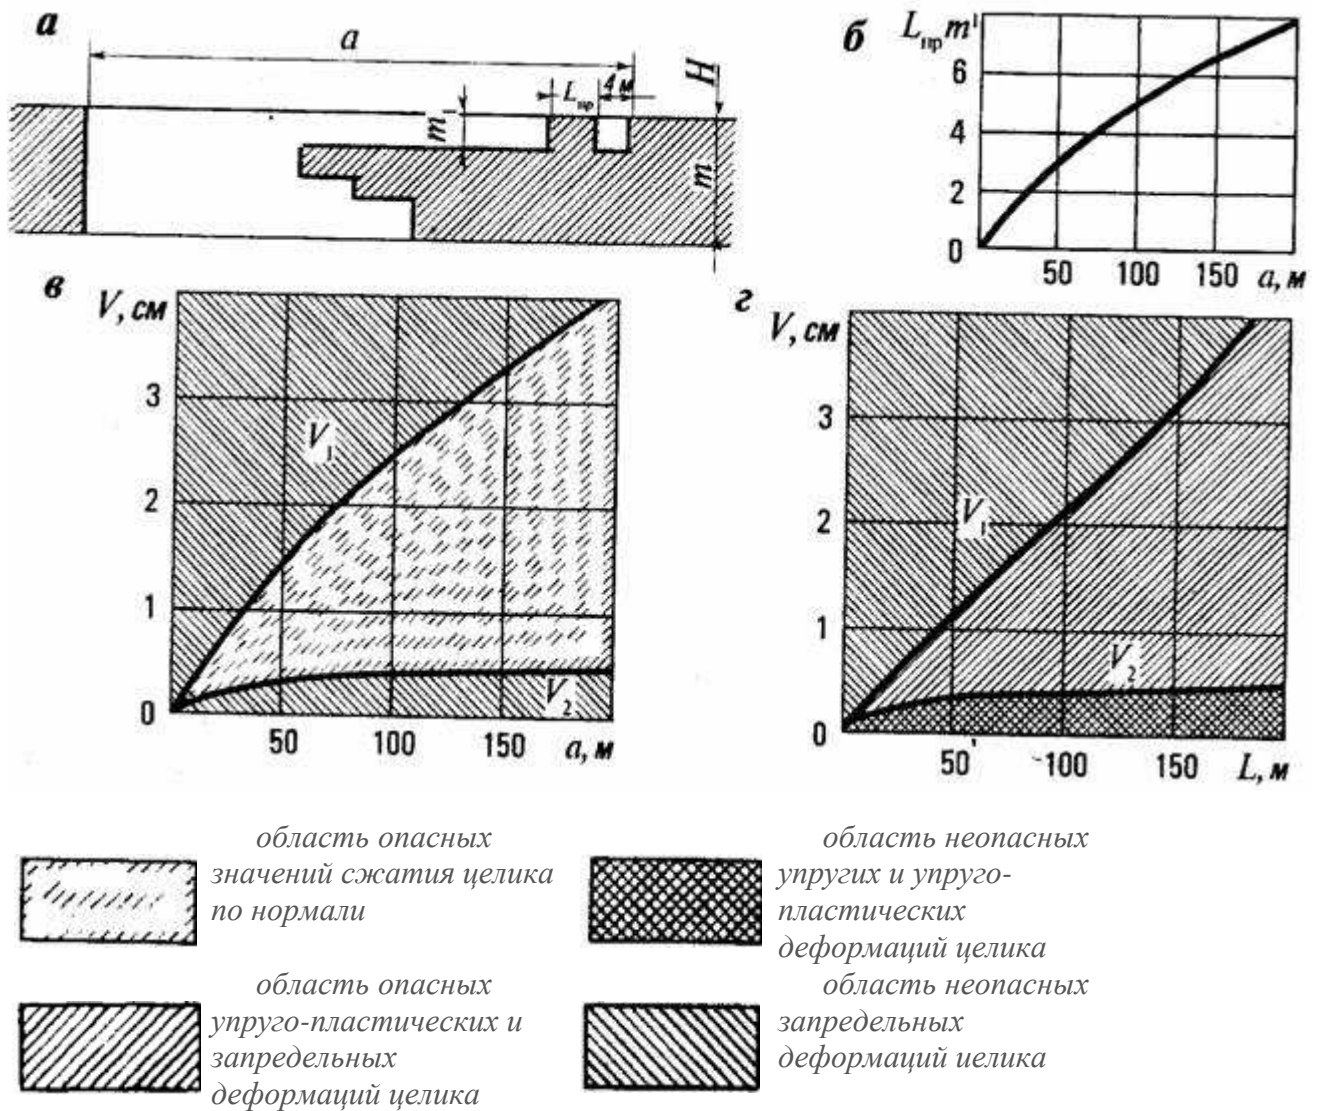 а
a
H
Lпр
4 м
m¹
m
б
Lпр m¹
6
4
2
0
50
100
150
a, м
в
V, см
3
2
1
0
V₁
V₂
50
100
150
a, м
г
V, см
3
2
1
0
V₁
V₂
50
100
150
L, м
область опасных
значений сжатия целика
по нормали
область неопасных
упругих и упруго-
пластических
деформаций целика
область опасных
упруго-пластических и
запредельных
деформаций целика
область неопасных
запредельных
деформаций иелика